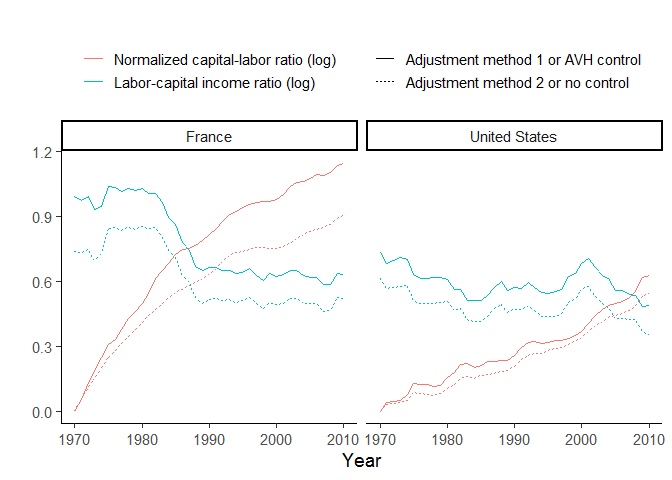 Normalized capital-labor ratio (log)
Labor-capital income ratio (log)
Adjustment method 1 or AVH control
Adjustment method 2 or no control
France
United States
1.2
0.9
0.6
0.3
0.0
1970 1980 1990 2000 2010
1970 1980 1990 2000 2010
Year